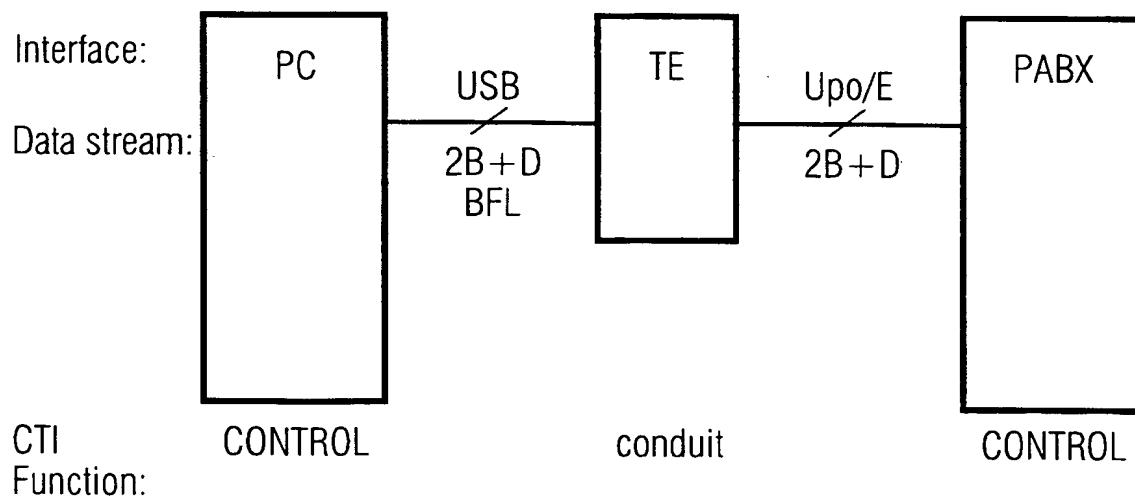 Interface:
PC
USB
TE
Upo/E
PABX
Data stream:
2B+D
BFL
2B+D
CTI
Function:
CONTROL
conduit
CONTROL